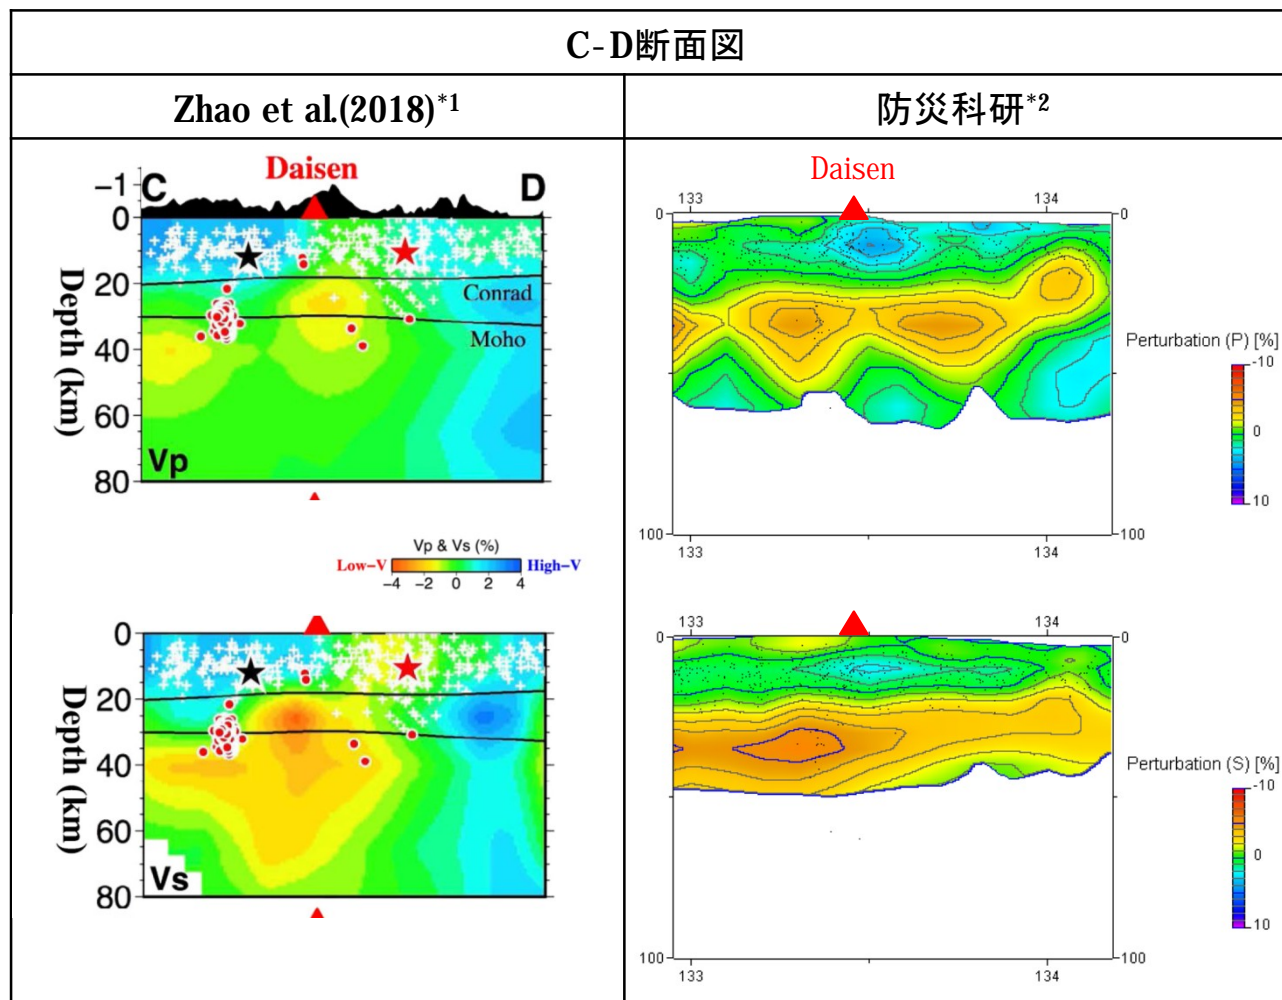 C-D断面図
Zhao et al.(2018)*1
防災科研*2
Daisen
C
D
−1
0
20
40
60
80
Depth (km)
Conrad
Moho
Vp
Vp & Vs (%)
Low−V
High−V
−4 −2 0 2 4
0
20
40
60
80
Depth (km)
Vs
Daisen
133
134
0
0
100
100
133
134
Perturbation (P) [%]
-10
0
10
133
134
0
0
100
100
133
134
Perturbation (S) [%]
-10
0
10